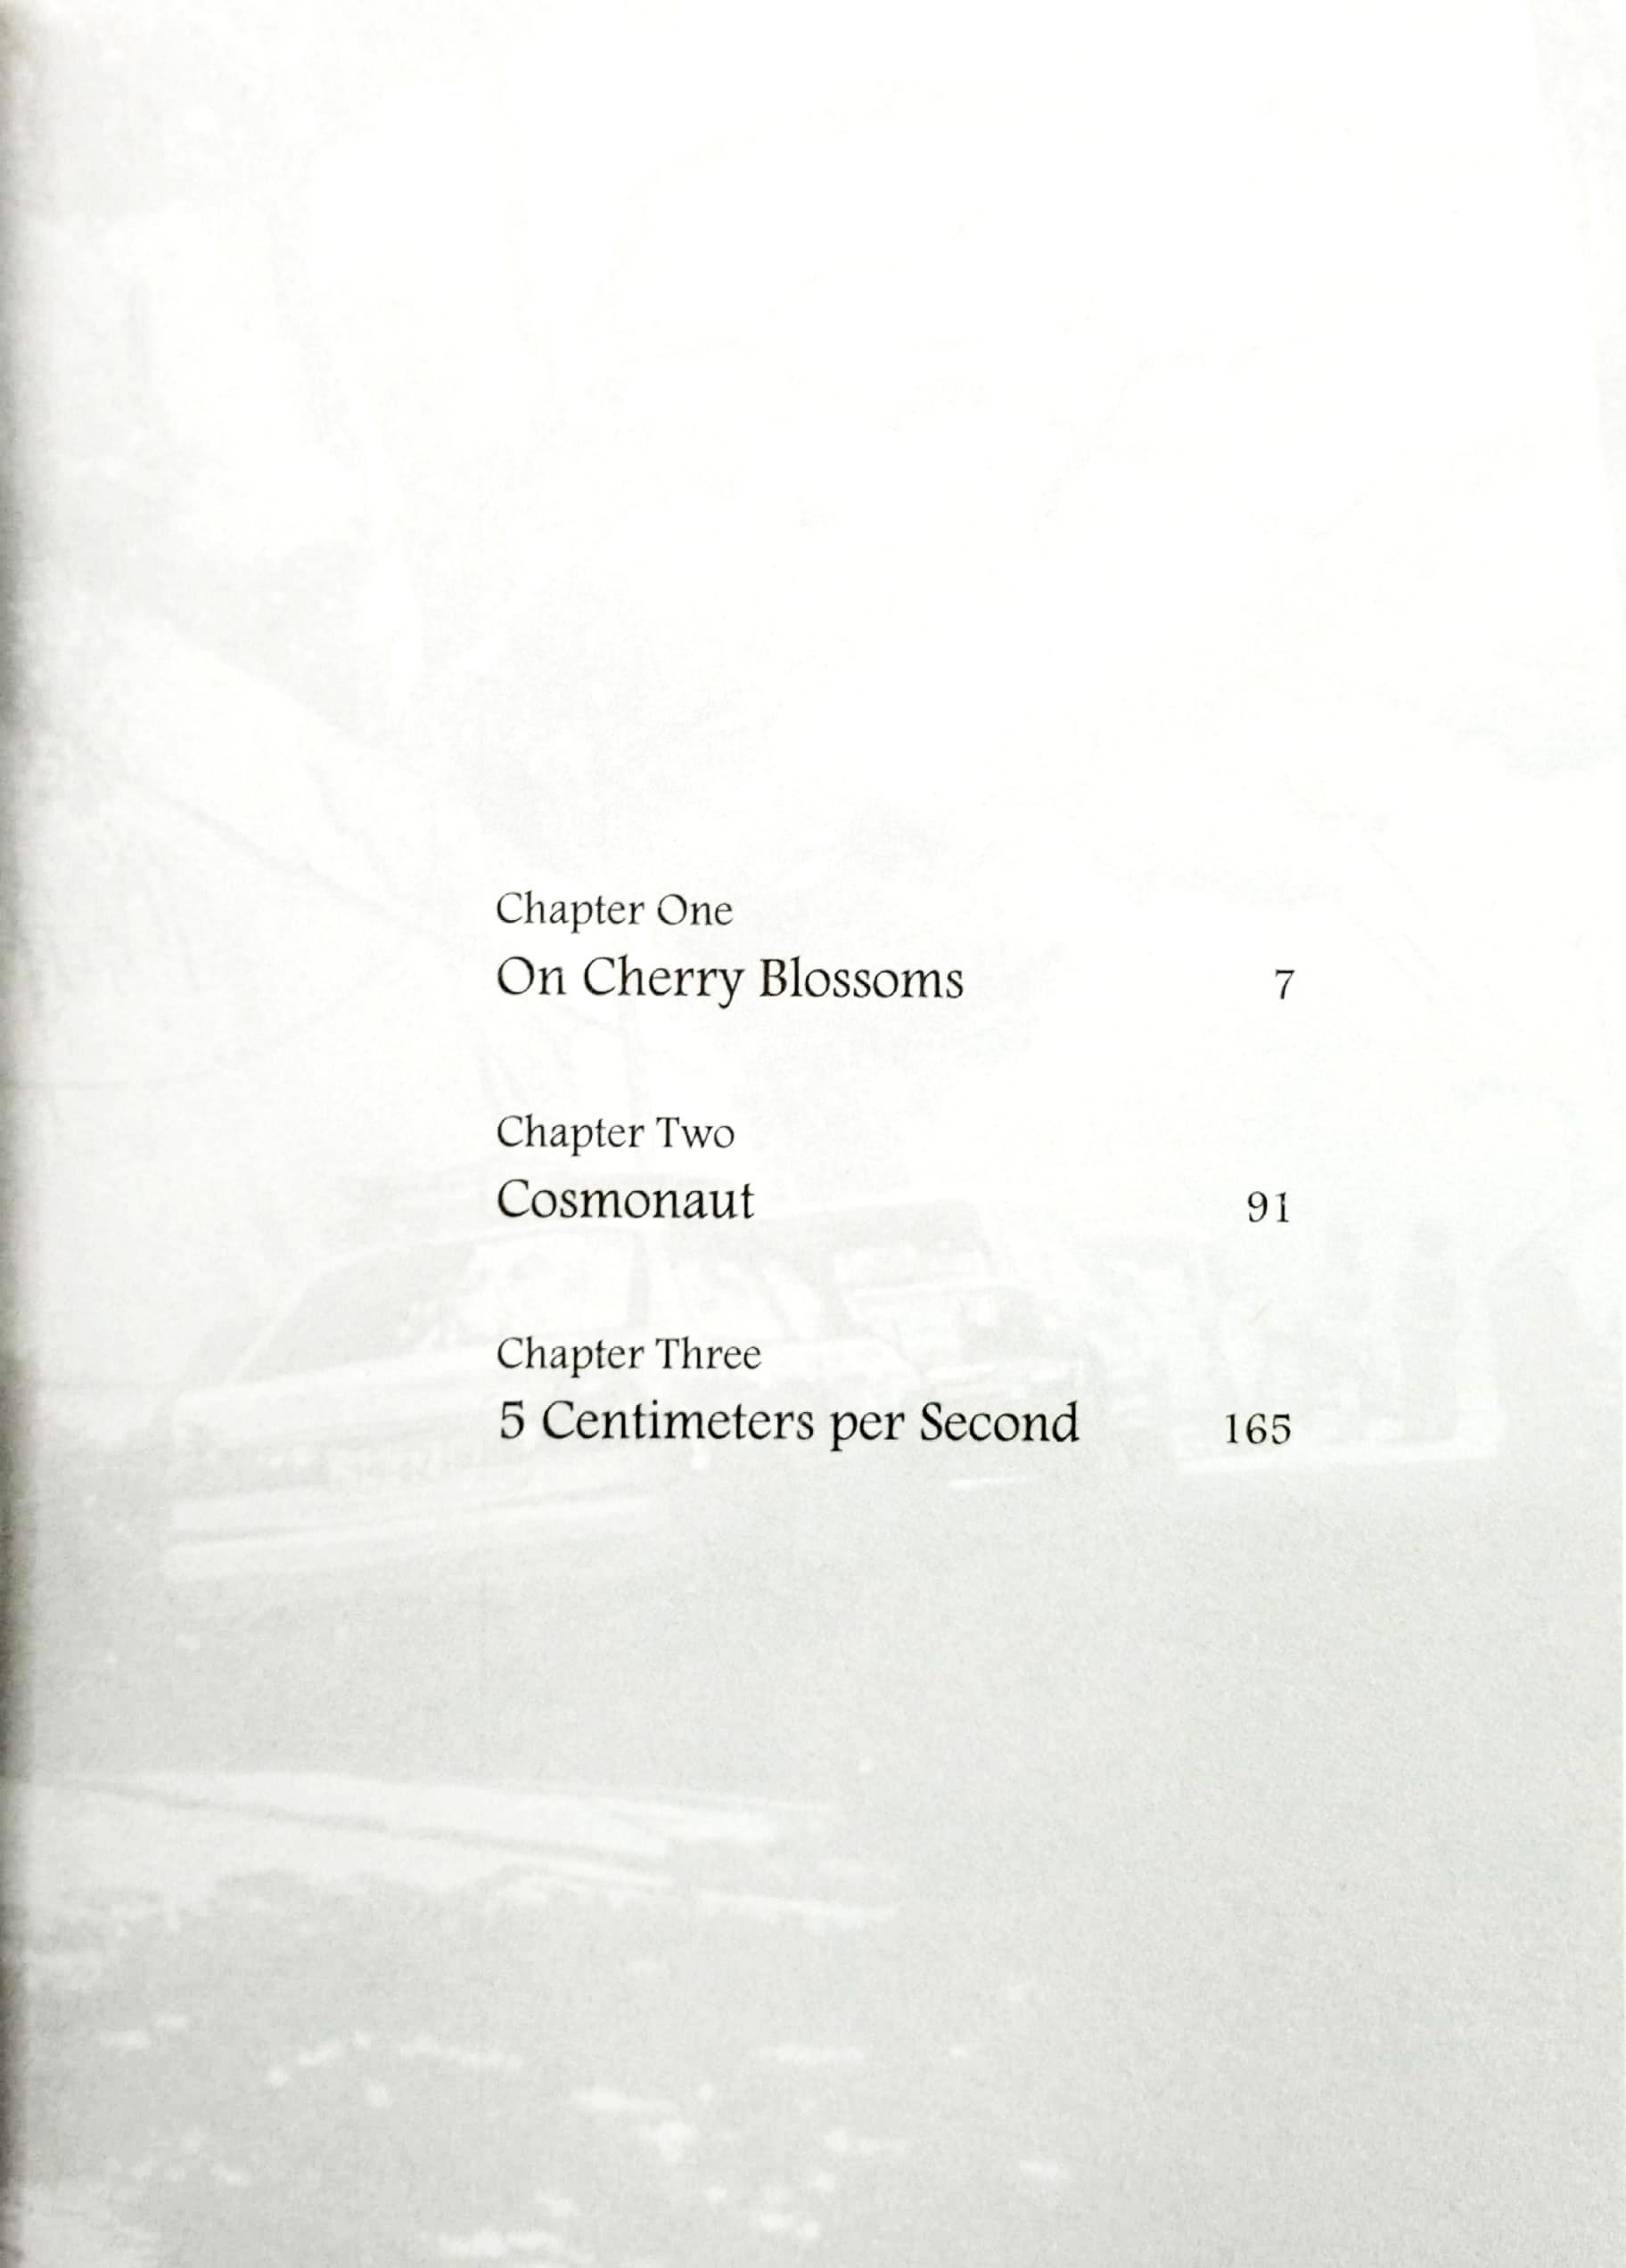 Chapter One
On Cherry Blossoms 7
Chapter Two
Cosmonaut 91
Chapter Three
5 Centimeters per Second 165